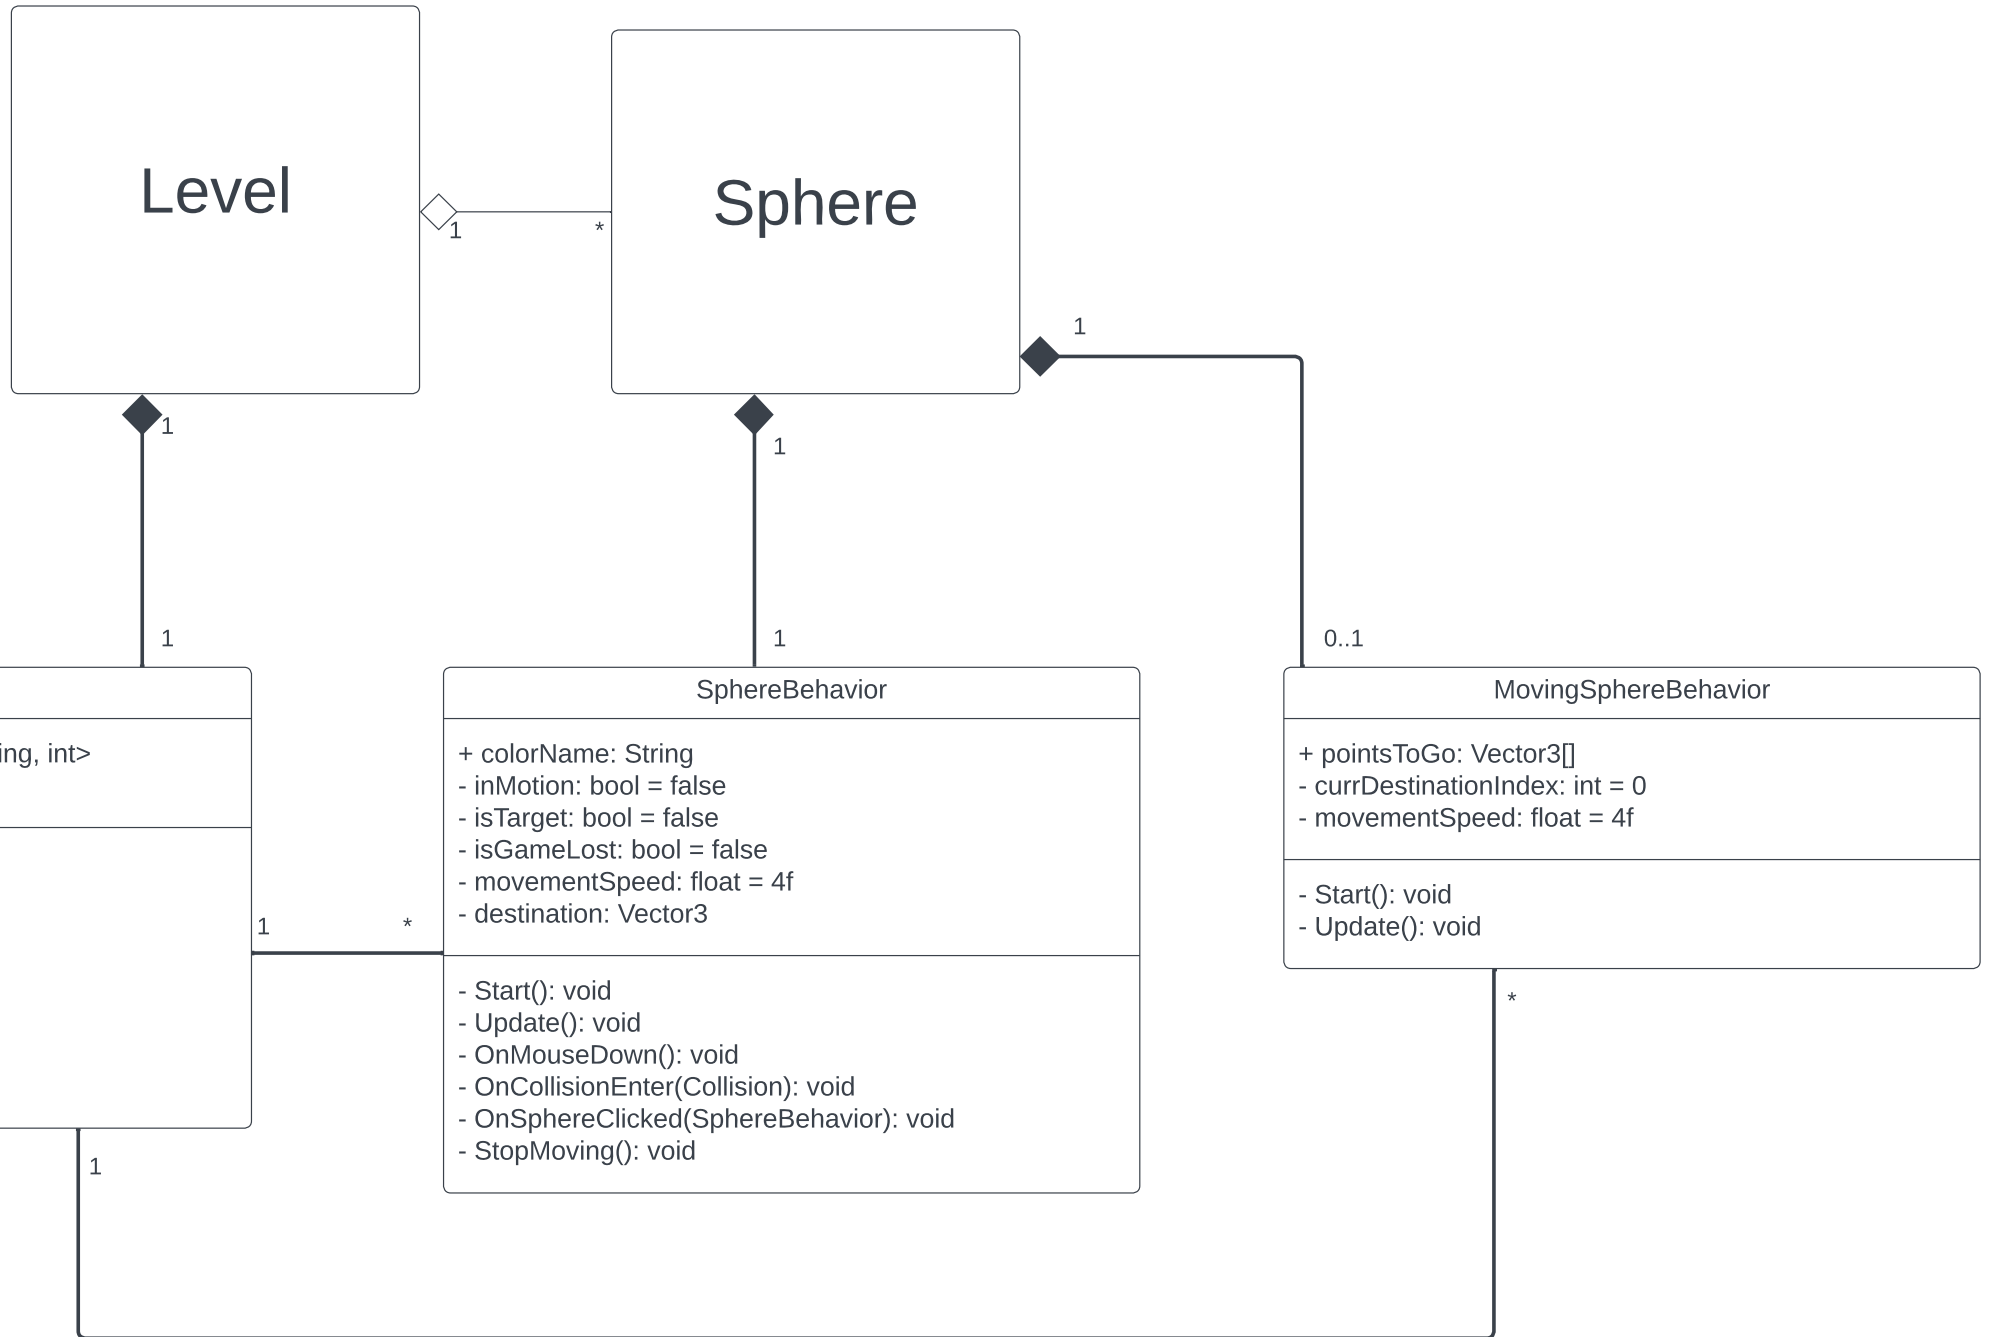 Level
Sphere
1
*
1
1
1
1
1
0..1
ing, int>
1
*
1
SphereBehavior
+ colorName: String
- inMotion: bool = false
- isTarget: bool = false
- isGameLost: bool = false
- movementSpeed: float = 4f
- destination: Vector3
- Start(): void
- Update(): void
- OnMouseDown(): void
- OnCollisionEnter(Collision): void
- OnSphereClicked(SphereBehavior): void
- StopMoving(): void
MovingSphereBehavior
+ pointsToGo: Vector3[]
- currDestinationIndex: int = 0
- movementSpeed: float = 4f
- Start(): void
- Update(): void
*